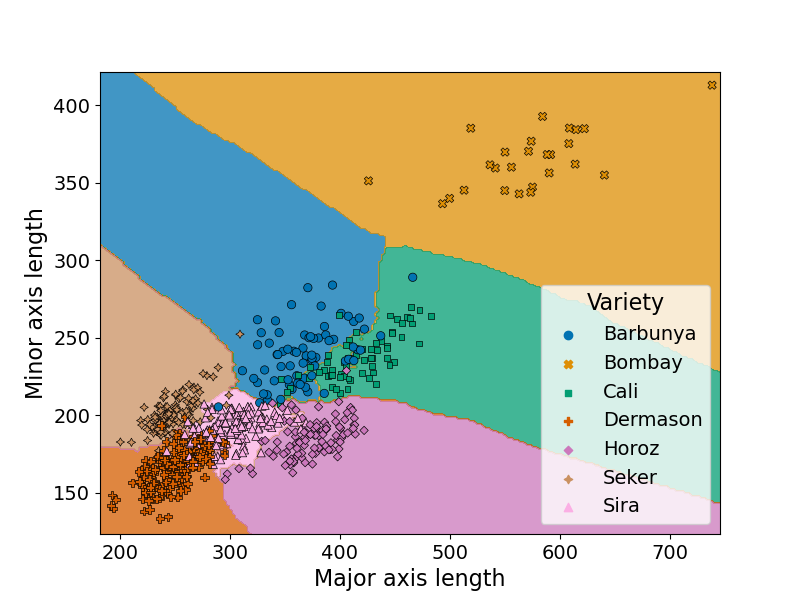 400
350
300
250
200
150
Minor axis length
Variety
Barbunya
Bombay
Cali
Dermason
Horoz
Seker
Sira
200 300 400 500 600 700
Major axis length